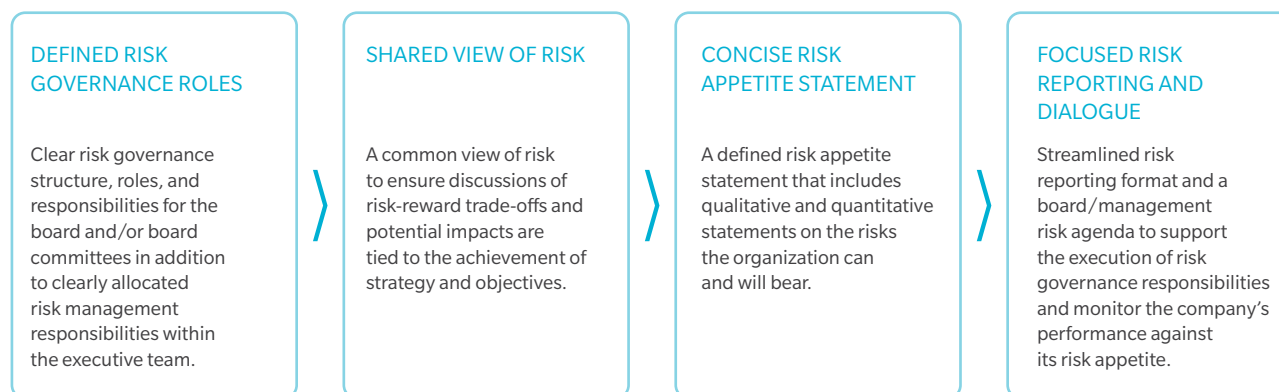 DEFINED RISK
GOVERNANCE ROLES
Clear risk governance
structure, roles, and
responsibilities for the
board and/or board
committees in addition
to clearly allocated
risk management
responsibilities within
the executive team.
SHARED VIEW OF RISK
A common view of risk
to ensure discussions of
risk-reward trade-offs and
potential impacts are
tied to the achievement of
strategy and objectives.
CONCISE RISK
APPETITE STATEMENT
A defined risk appetite
statement that includes
qualitative and quantitative
statements on the risks
the organization can
and will bear.
FOCUSED RISK
REPORTING AND
DIALOGUE
Streamlined risk
reporting format and a
board/management
risk agenda to support
the execution of risk
governance responsibilities
and monitor the company’s
performance against
its risk appetite.